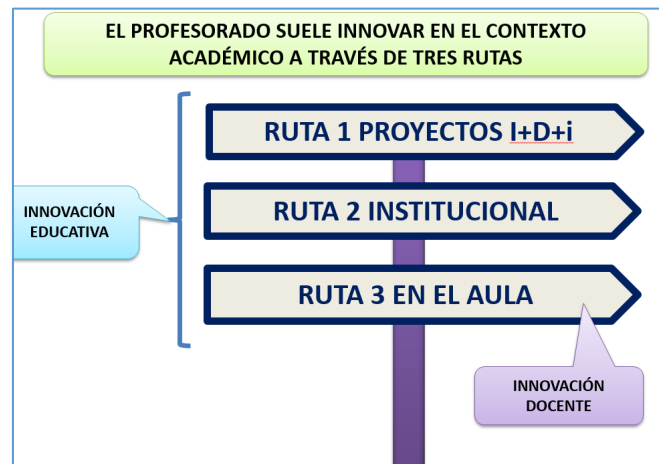 EL PROFESORADO SUELE INNOVAR EN EL CONTEXTO
ACADÉMICO A TRAVÉS DE TRES RUTAS
RUTA 1 PROYECTOS I+D+i
INNOVACIÓN
EDUCATIVA
RUTA 2 INSTITUCIONAL
RUTA 3 EN EL AULA
INNOVACIÓN
DOCENTE